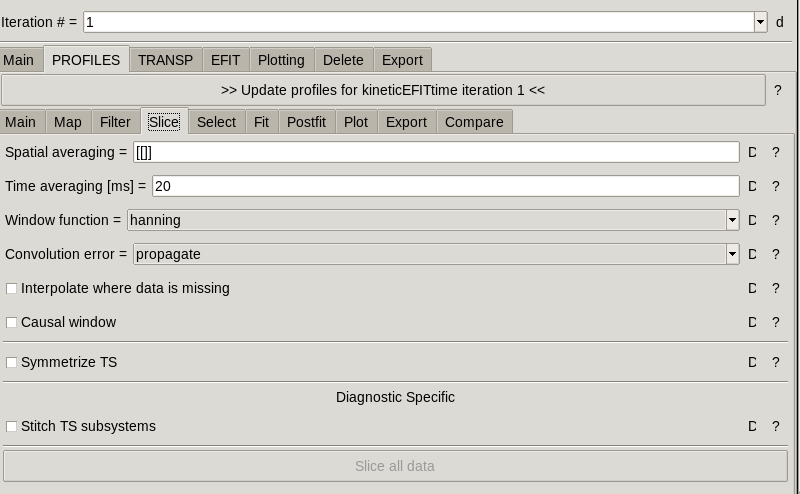 Iteration # = 1 d
Main PROFILES TRANSP EFIT Plotting Delete Export
>> Update profiles for kineticEFITtime iteration 1 << ?
Main Map Filter Slice Select Fit Postfit Plot Export Compare
Spatial averaging = [[]] D ?
Time averaging [ms] = 20 D ?
Window function = hanning D ?
Convolution error = propagate D ?
Interpolate where data is missing D ?
Causal window D ?
Symmetrize TS D ?
Diagnostic Specific
Stitch TS subsystems D ?
Slice all data